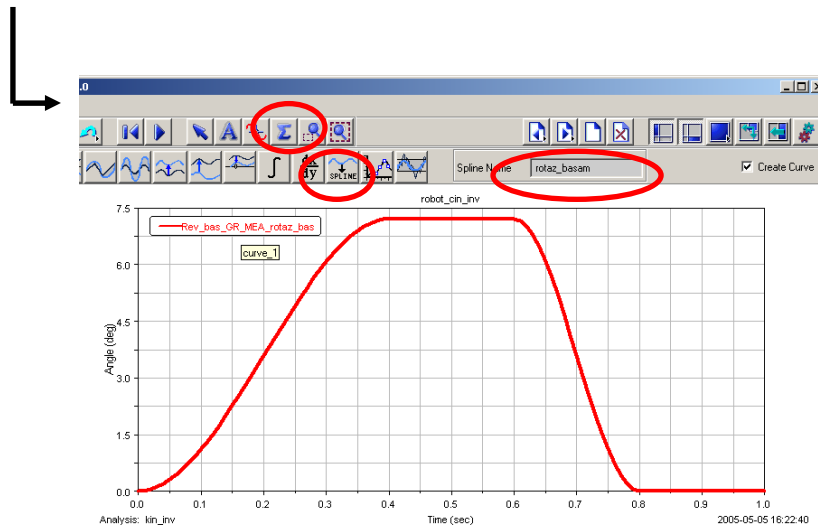 .0
A Σ
∫ dx dy SPLINE Spline Name rotaz_basam Create Curve
robot_cin_inv
7.5
Rev_bas_GR_MEA_rotaz_bas
curve_1
6.0
4.5
Angle (deg)
3.0
1.5
0.0
0.0 0.1 0.2 0.3 0.4 0.5 0.6 0.7 0.8 0.9 1.0
Analysis: kin_inv Time (sec) 2005-05-05 16:22:40